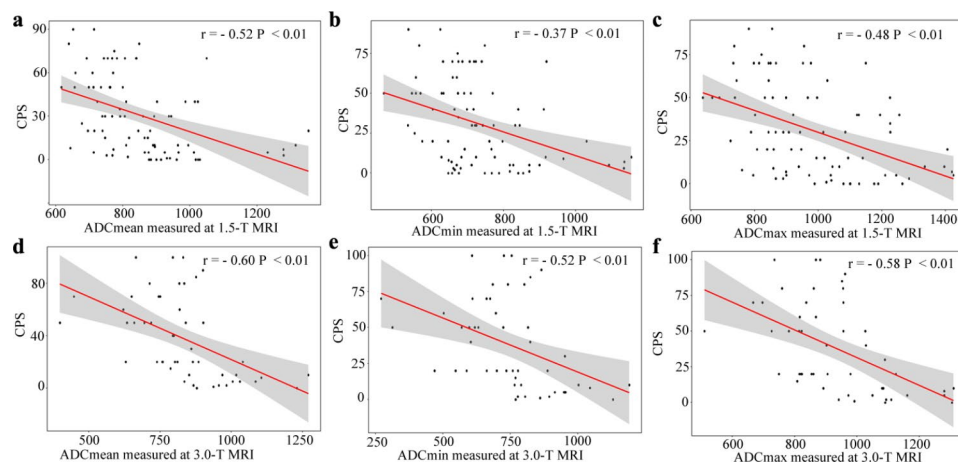 a
r = - 0.52 P < 0.01
CPS
90
60
30
0
600 800 1000 1200
ADCmean measured at 1.5-T MRI
b
r = - 0.37 P < 0.01
CPS
75
50
25
0
600 800 1000
ADCmin measured at 1.5-T MRI
c
r = - 0.48 P < 0.01
CPS
75
50
25
0
600 800 1000 1200 1400
ADCmax measured at 1.5-T MRI
d
r = - 0.60 P < 0.01
CPS
80
40
0
500 750 1000 1250
ADCmean measured at 3.0-T MRI
e
r = - 0.52 P < 0.01
CPS
100
75
50
25
0
250 500 750 1000
ADCmin measured at 3.0-T MRI
f
r = - 0.58 P < 0.01
CPS
100
75
50
25
0
600 800 1000 1200
ADCmax measured at 3.0-T MRI